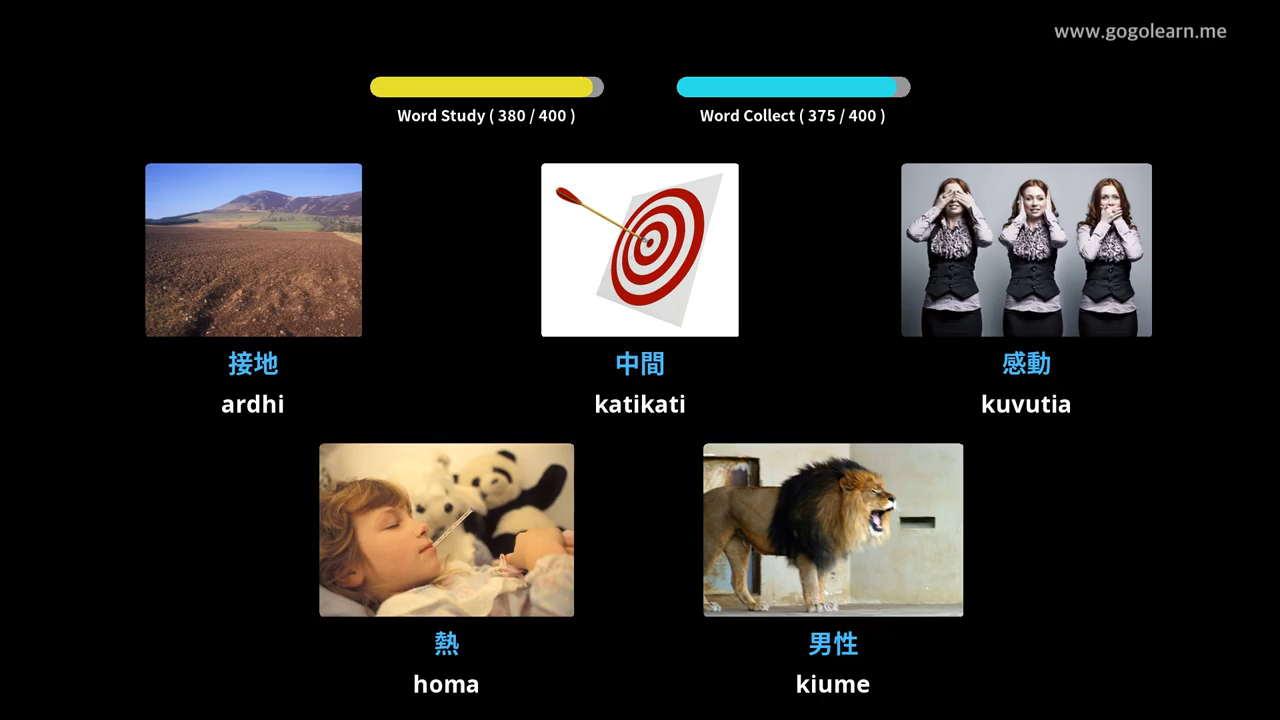 www.gogolearn.me
Word Study ( 380 / 400 )
Word Collect ( 375 / 400 )
接地
ardhi
中間
katikati
感動
kuvutia
熱
homa
男性
kiume